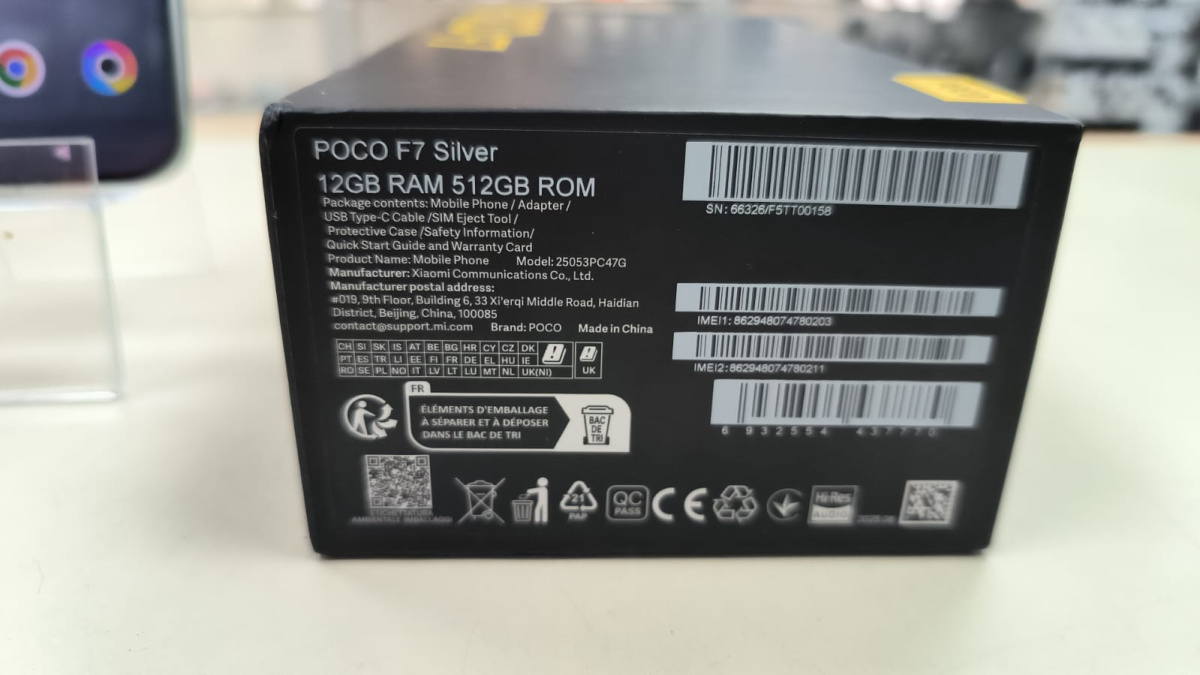 POCO F7 Silver
12GB RAM 512GB ROM
Package contents: Mobile Phone / Adapter /
USB Type-C Cable /SIM Eject Tool /
Protective Case /Safety Information/
Quick Start Guide and Warranty Card
Product Name: Mobile Phone Model: 25053PC47G
Manufacturer: Xiaomi Communications Co., Ltd.
Manufacturer postal address:
#019, 9th Floor, Building 6, 33 Xi'erqi Middle Road, Haidian
District, Beijing, China, 100085
contact@support.mi.com Brand: POCO Made in China
CH SI SK IS AT BE BG HR CY CZ DK
PT ES TR LI EE FI FR DE EL HU IE
RO SE PL NO IT LV LT LU MT NL UK(NI)
UK
FR
ÉLÉMENTS D'EMBALLAGE
À SÉPARER ET À DÉPOSER
DANS LE BAC DE TRI
BAC
DE
TRI
ETICHETTATURA
AMBIENTALE IMBALLAGGI
21
PAP
QC
PASS
CE
Hi-Res
AUDIO
SN: 66326/F5TT00158
IMEI1: 862948074780203
IMEI2: 862948074780211
6 932554 437770